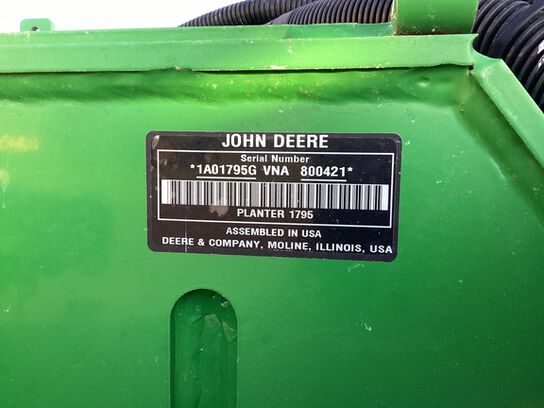 JOHN DEERE
Serial Number
*1A01795G VNA 800421*
PLANTER 1795
ASSEMBLED IN USA
DEERE & COMPANY, MOLINE, ILLINOIS, USA